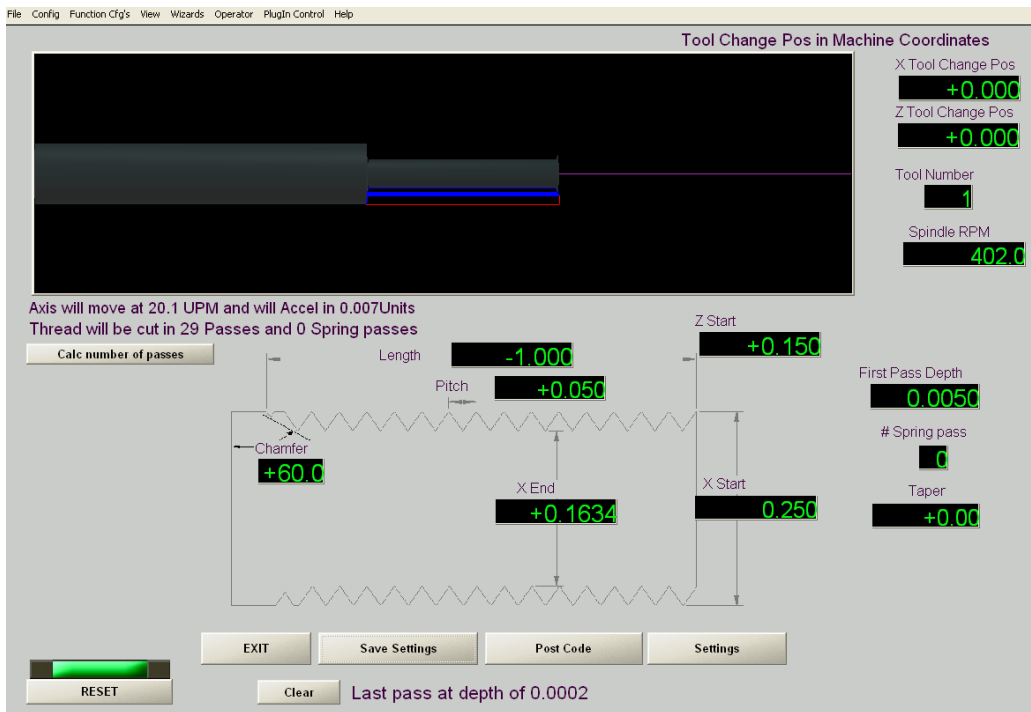 File Config Function Cfg's View Wizards Operator PlugIn Control Help
Tool Change Pos in Machine Coordinates
X Tool Change Pos
+0.000
Z Tool Change Pos
+0.000
Tool Number
1
Spindle RPM
402.0
Axis will move at 20.1 UPM and will Accel in 0.007Units
Thread will be cut in 29 Passes and 0 Spring passes
Calc number of passes
Length
-1.000
Z Start
+0.150
Pitch
+0.050
First Pass Depth
0.0050
# Spring pass
0
Chamfer
+60.0
X End
+0.1634
X Start
0.250
Taper
+0.00
EXIT
Save Settings
Post Code
Settings
RESET
Clear
Last pass at depth of 0.0002